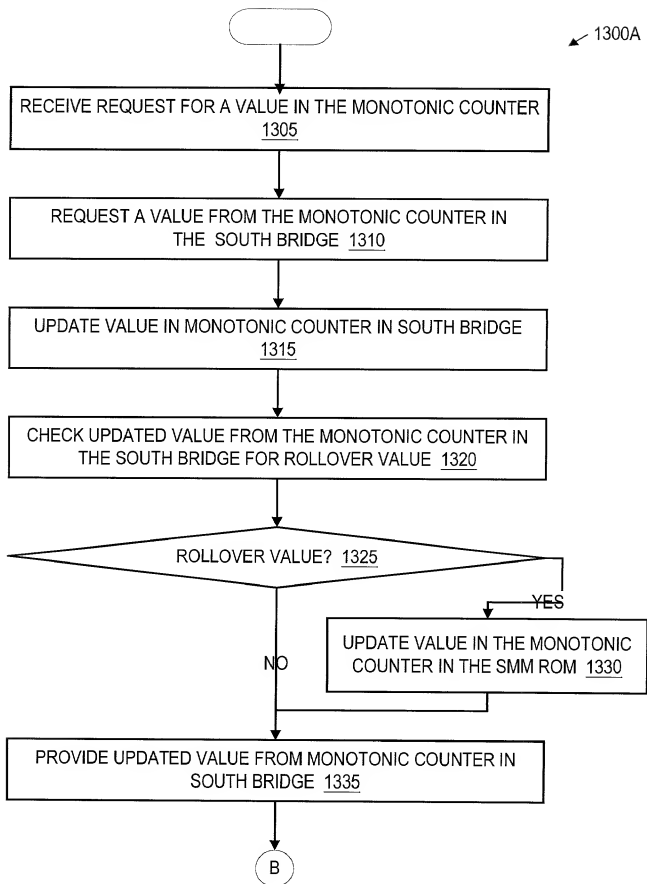 1300A
RECEIVE REQUEST FOR A VALUE IN THE MONOTONIC COUNTER
1305
REQUEST A VALUE FROM THE MONOTONIC COUNTER IN
THE SOUTH BRIDGE 1310
UPDATE VALUE IN MONOTONIC COUNTER IN SOUTH BRIDGE
1315
CHECK UPDATED VALUE FROM THE MONOTONIC COUNTER IN
THE SOUTH BRIDGE FOR ROLLOVER VALUE 1320
ROLLOVER VALUE? 1325
YES
UPDATE VALUE IN THE MONOTONIC
COUNTER IN THE SMM ROM 1330
NO
PROVIDE UPDATED VALUE FROM MONOTONIC COUNTER IN
SOUTH BRIDGE 1335
B